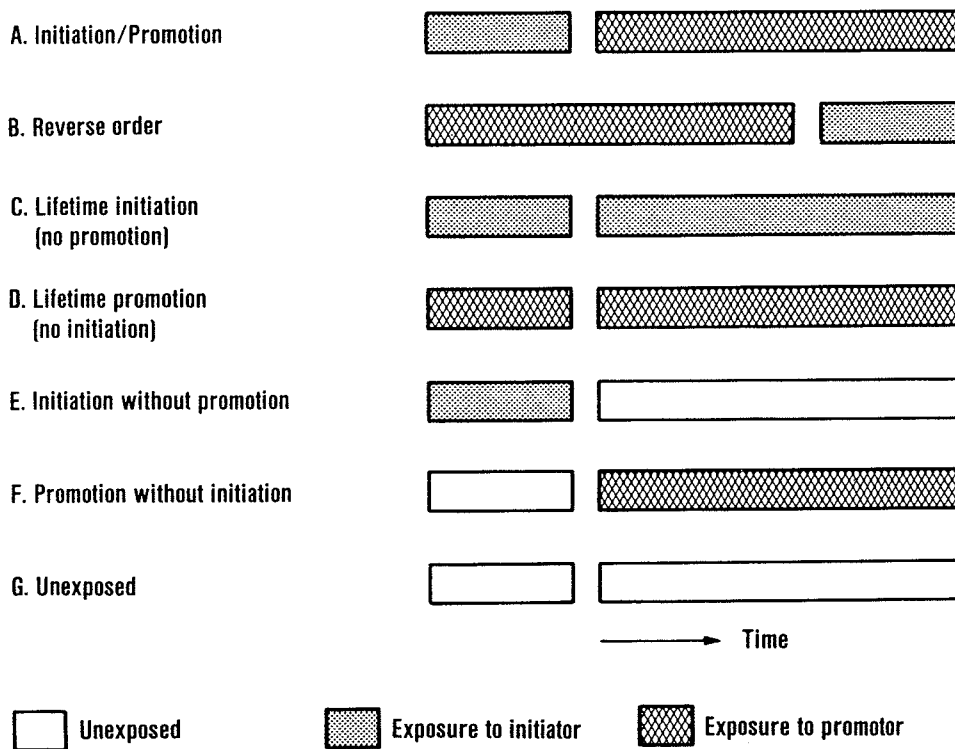 A. Initiation/Promotion
B. Reverse order
C. Lifetime initiation
(no promotion)
D. Lifetime promotion
(no initiation)
E. Initiation without promotion
F. Promotion without initiation
G. Unexposed
Time
Unexposed
Exposure to initiator
Exposure to promotor